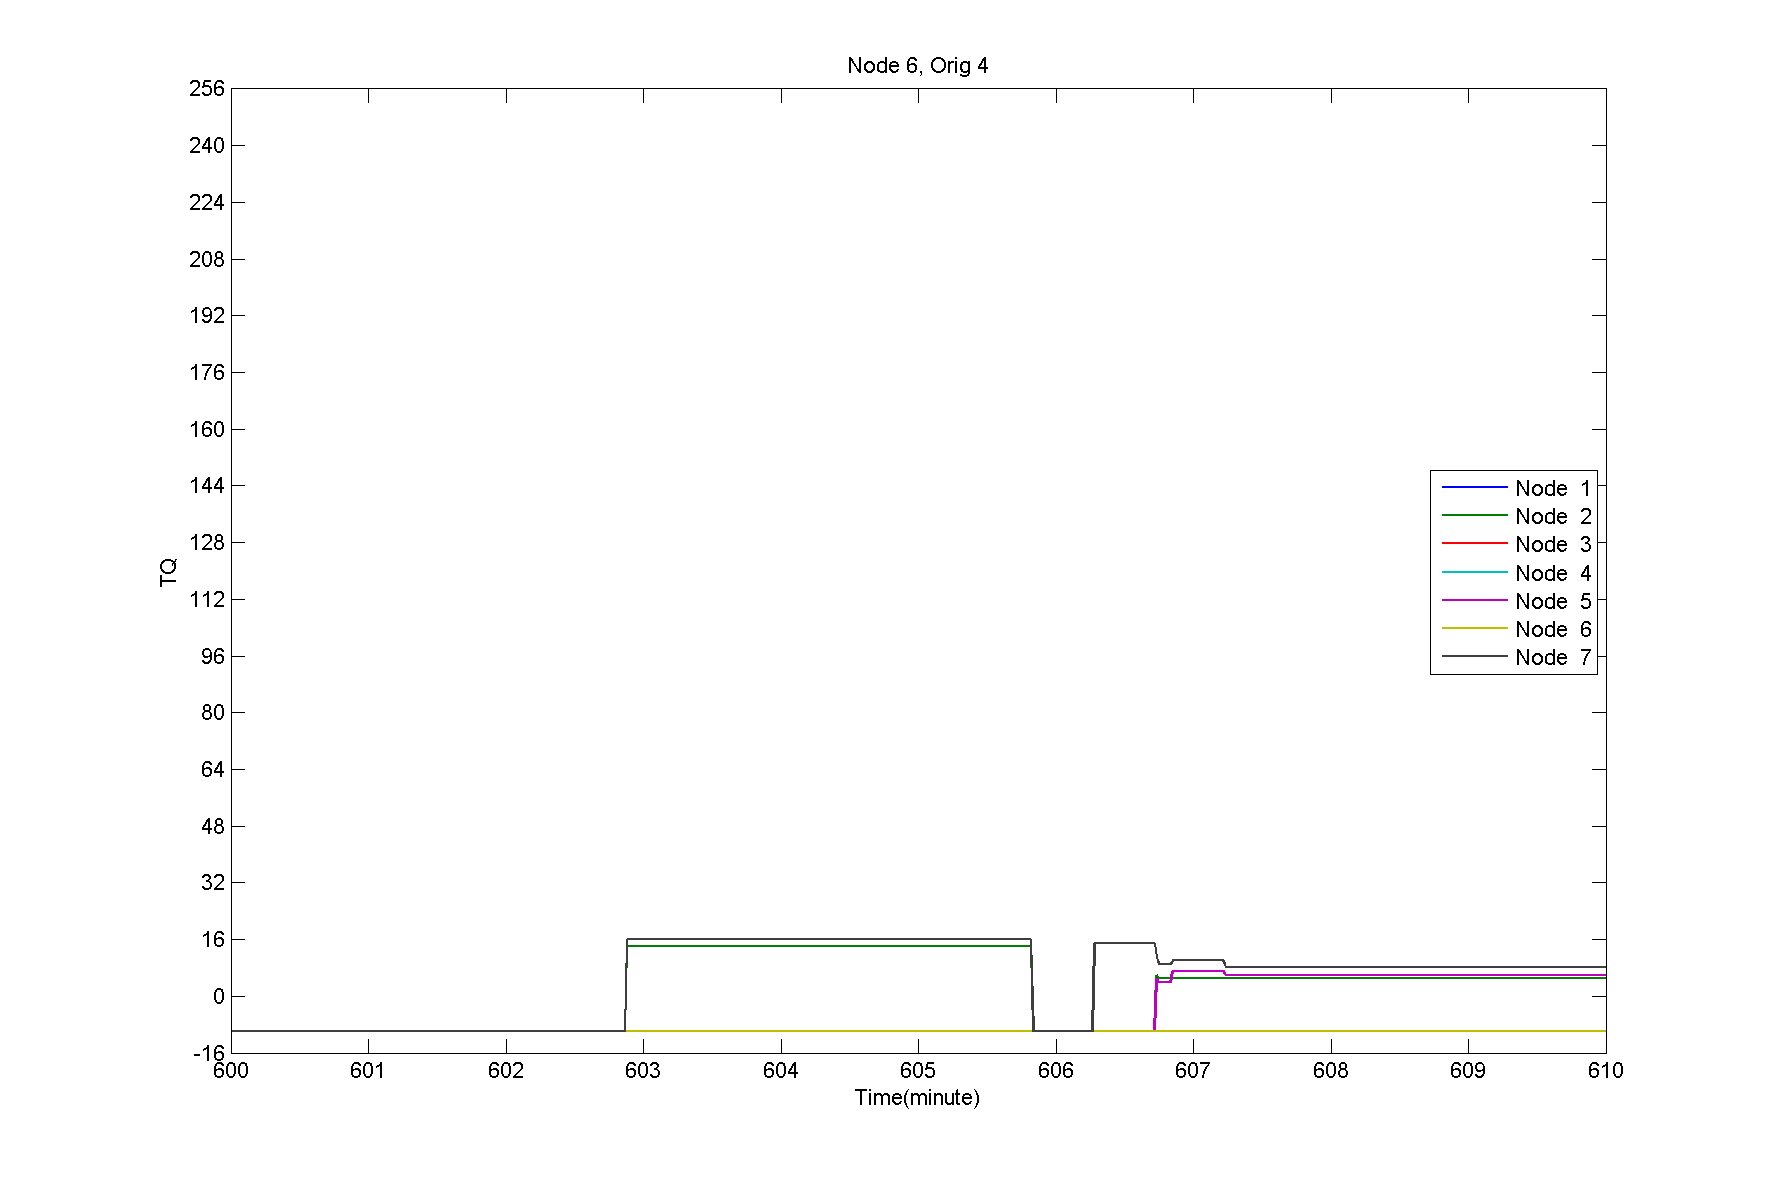 Node 6, Orig 4
256
240
224
208
192
176
160
144
128
112
96
80
64
48
32
16
0
-16
TQ
Node 1
Node 2
Node 3
Node 4
Node 5
Node 6
Node 7
600 601 602 603 604 605 606 607 608 609 610
Time(minute)